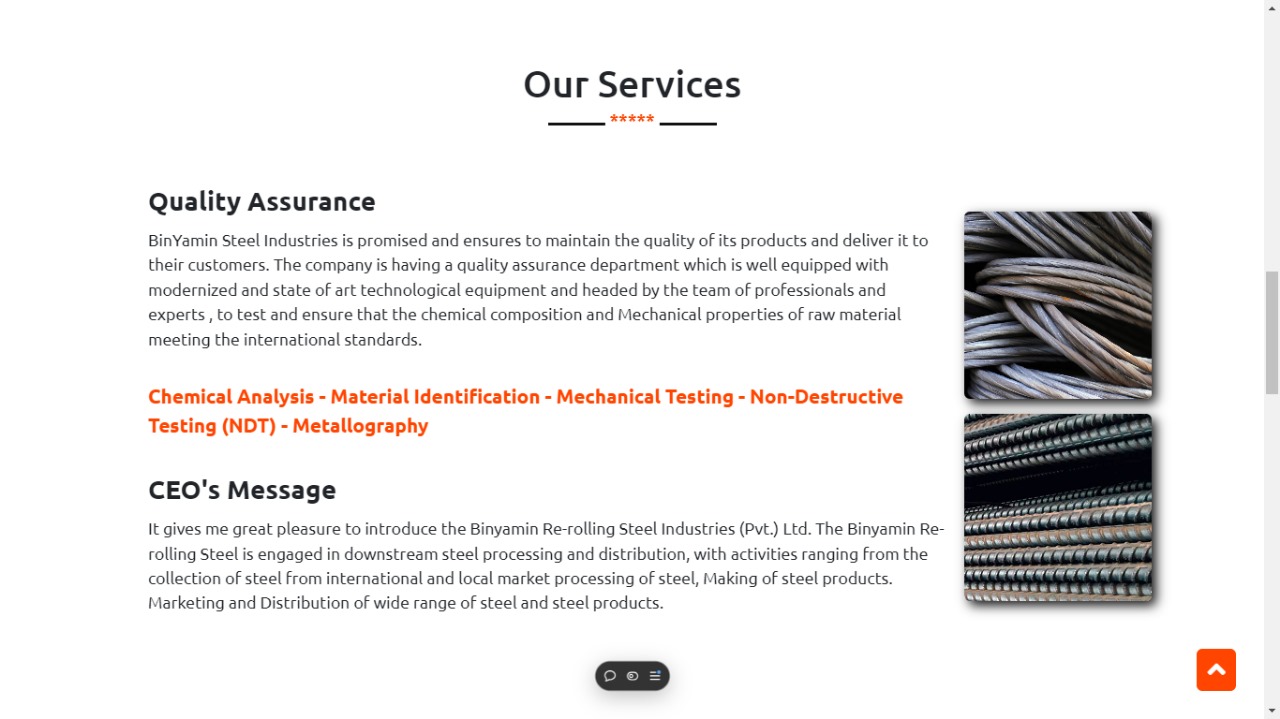 Our Services
*****
Quality Assurance
BinYamin Steel Industries is promised and ensures to maintain the quality of its products and deliver it to
their customers. The company is having a quality assurance department which is well equipped with
modernized and state of art technological equipment and headed by the team of professionals and
experts , to test and ensure that the chemical composition and Mechanical properties of raw material
meeting the international standards.
Chemical Analysis - Material Identification - Mechanical Testing - Non-Destructive
Testing (NDT) - Metallography
CEO's Message
It gives me great pleasure to introduce the Binyamin Re-rolling Steel Industries (Pvt.) Ltd. The Binyamin Re-
rolling Steel is engaged in downstream steel processing and distribution, with activities ranging from the
collection of steel from international and local market processing of steel, Making of steel products.
Marketing and Distribution of wide range of steel and steel products.